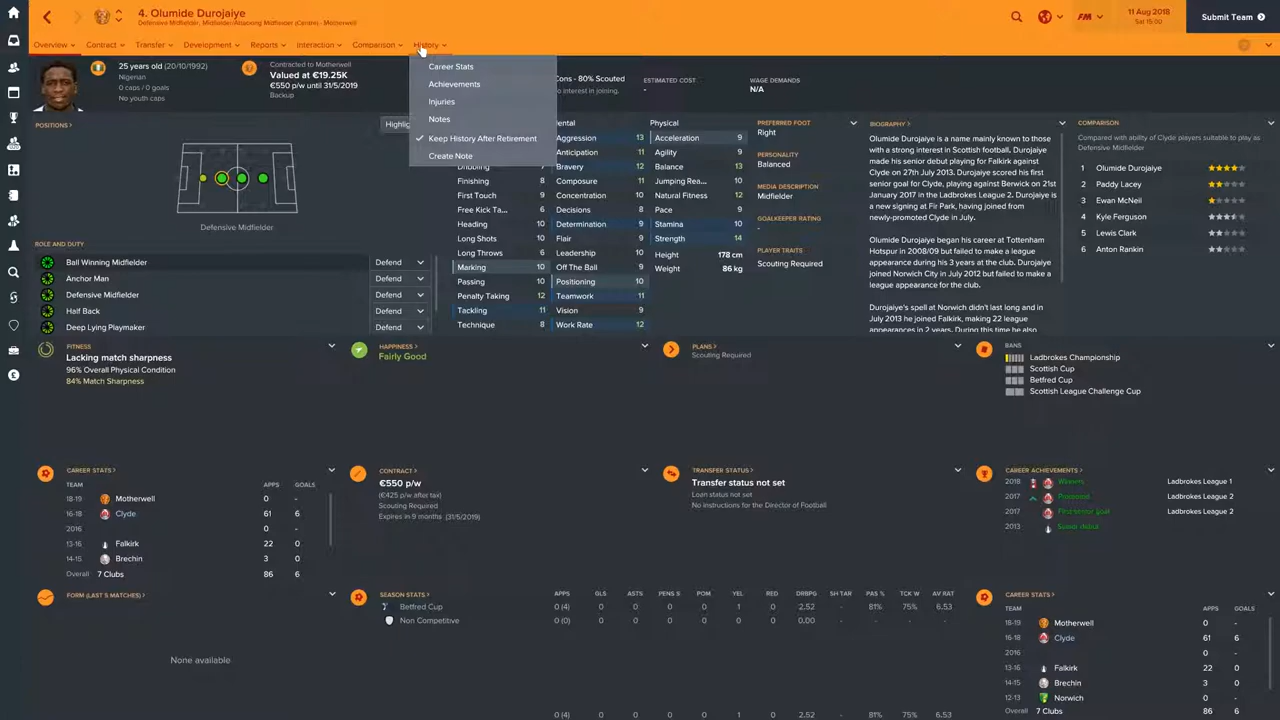 4. Olumide Durojaiye
Defensive Midfielder, Midfielder/Attacking Midfielder (Centre) - Motherwell
FM
11 Aug 2018
Sat 15:00
Submit Team
Overview
Contract
Transfer
Development
Reports
Interaction
Comparison
History
Career Stats
Achievements
Injuries
Notes
Keep History After Retirement
Create Note
25 years old (20/10/1992)
Nigerian
0 caps / 0 goals
No youth caps
Contracted to Motherwell
Valued at €19.25K
€550 p/w until 31/5/2019
Backup
Cons - 80% Scouted
to interest in joining.
ESTIMATED COST
-
WAGE DEMANDS
N/A
POSITIONS >
Defensive Midfielder
ROLE AND DUTY
Ball Winning Midfielder Defend
Anchor Man Defend
Defensive Midfielder Defend
Half Back Defend
Deep Lying Playmaker Defend
Highlig
Dribbling 7
Finishing 8
First Touch 9
Free Kick Ta... 6
Heading 10
Long Shots 10
Long Throws 6
Marking 10
Passing 10
Penalty Taking 12
Tackling 11
Technique 8
ental
Aggression 13
Anticipation 11
Bravery 12
Composure 11
Concentration 10
Decisions 8
Determination 9
Flair 9
Leadership 10
Off The Ball 9
Positioning 10
Teamwork 11
Vision 9
Work Rate 12
Physical
Acceleration 9
Agility 9
Balance 13
Jumping Rea... 10
Natural Fitness 12
Pace 9
Stamina 10
Strength 14
Height 178 cm
Weight 86 kg
PREFERRED FOOT
Right
PERSONALITY
Balanced
MEDIA DESCRIPTION
Midfielder
GOALKEEPER RATING
-
PLAYER TRAITS
Scouting Required
BIOGRAPHY >
Olumide Durojaiye is a name mainly known to those
with a strong interest in Scottish football, Durojaiye
made his senior debut playing for Falkirk against
Clyde on 27th July 2013. Durojaiye scored his
first senior goal for Clyde, playing against Berwick on 21st
January 2017 in the Ladbrokes League 2. Durojaiye is
a new signing at Fir Park, having joined from
newly-promoted Clyde in July.
Olumide Durojaiye began his career at Tottenham
Hotspur in 2008/09 but failed to make a league
appearance during his 3 years at the club. Durojaiye
joined Norwich City in July 2012 but failed to make a
league appearance for the club.
Durojaiye's spell at Norwich didn't last long and in
July 2013 he joined Falkirk, making 22 league
appearances in 2 years. During this time he also
COMPARISON
Compared with ability of Clyde players suitable to play as
Defensive Midfielder
1 Olumide Durojaiye
2 Paddy Lacey
3 Ewan McNeil
4 Kyle Ferguson
5 Lewis Clark
6 Anton Rankin
FITNESS
Lacking match sharpness
96% Overall Physical Condition
84% Match Sharpness
HAPPINESS >
Fairly Good
PLANS >
Scouting Required
BANS
Ladbrokes Championship
Scottish Cup
Betfred Cup
Scottish League Challenge Cup
CAREER STATS >
TEAM APPS GOALS
18-19 Motherwell 0 -
16-18 Clyde 61 6
2016 0 -
13-16 Falkirk 22 0
14-15 Brechin 3 0
Overall 7 Clubs 86 6
CONTRACT >
€550 p/w
(€425 p/w after tax)
Scouting Required
Expires in 9 months (31/5/2019)
TRANSFER STATUS >
Transfer status not set
Loan status not set
No instructions for the Director of Football
CAREER ACHIEVEMENTS >
2018 Winners Ladbrokes League 1
2017 Promoted Ladbrokes League 2
2017 First senior goal Ladbrokes League 2
2013 Senior debut
FORM (LAST 5 MATCHES) >
None available
SEASON STATS > APPS GLS ASTS PENS S POM YEL RED DRBPG SH TAR PAS % TCK W AV RAT
Betfred Cup 0 (4) 0 0 0 0 1 0 2.52 - 81% 75% 6.53
Non Competitive 0 (0) 0 0 0 0 0 0 0.00 - - - -
0 (4) 0 0 0 0 1 0 2.52 - 81% 75% 6.53
CAREER STATS >
TEAM APPS GOALS
18-19 Motherwell 0 -
16-18 Clyde 61 6
2016 0 -
13-16 Falkirk 22 0
14-15 Brechin 3 0
12-13 Norwich 0 -
Overall 7 Clubs 86 6